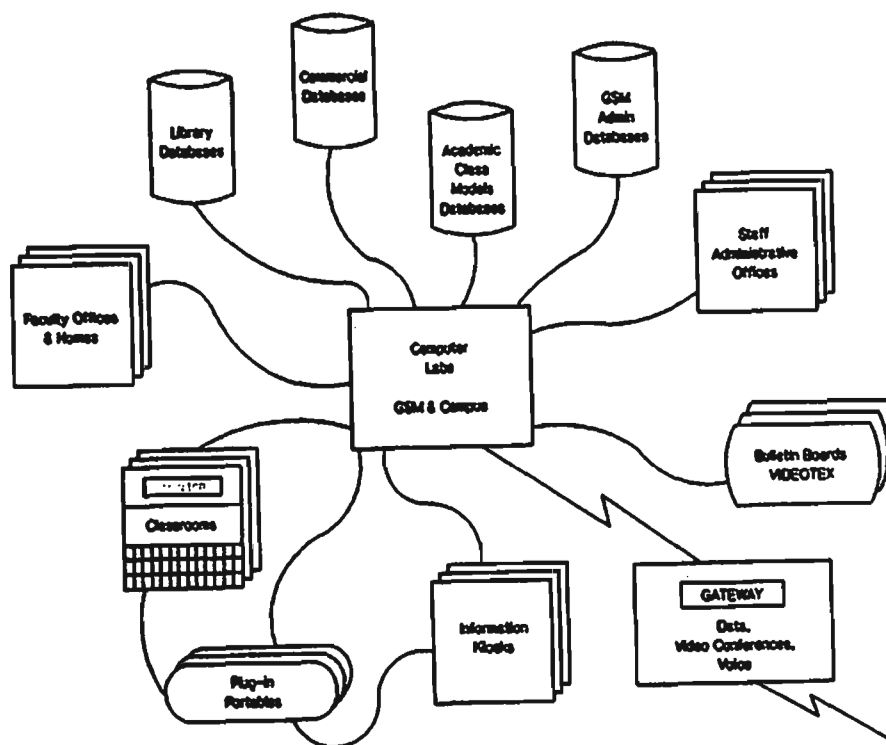 Commercial
Databases
GSM
Admin
Databases
Library
Databases
Academic
Class
Models
Databases
Staff
Administrative
Offices
Faculty Offices
& Homes
Computer
Labs
GSM & Campus
Bulletin Boards
VIDEOTEX
Classrooms
GATEWAY
Data,
Video Conferences,
Voice
Information
Kiosks
Plug-in
Portables